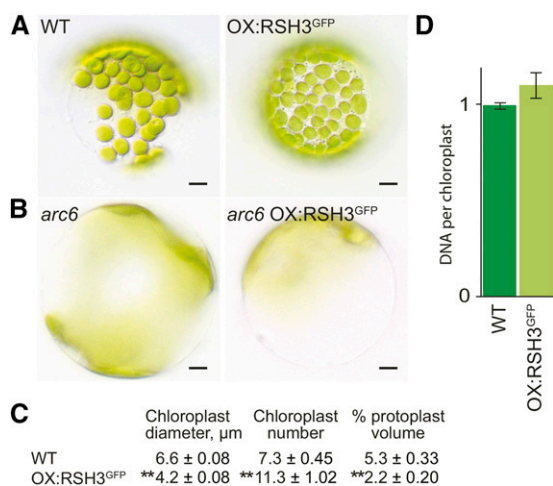 A
WT
OX:RSH3GFP
B
arc6
arc6 OX:RSH3GFP
C
Chloroplast diameter, µm
Chloroplast number
% protoplast volume
WT
6.6 ± 0.08
7.3 ± 0.45
5.3 ± 0.33
OX:RSH3GFP
**4.2 ± 0.08
**11.3 ± 1.02
**2.2 ± 0.20
D
DNA per chloroplast
1
0
WT
OX:RSH3GFP